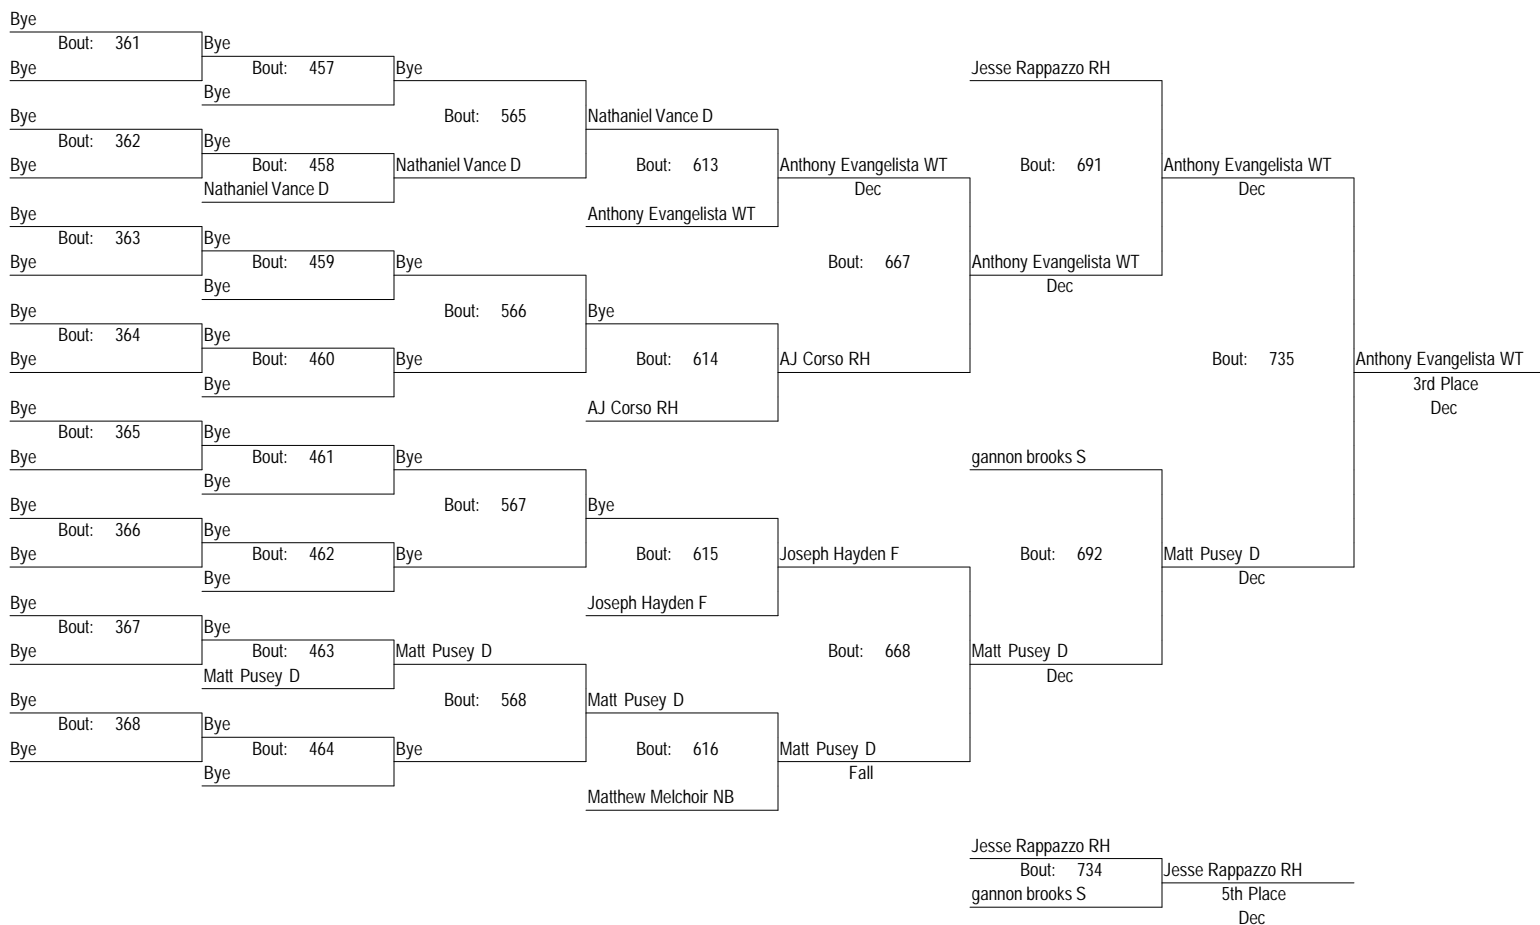 Bye
Bout: 361 Bye
Bye Bout: 457 Bye Jesse Rappazzo RH
Bye
Bye Bout: 565 Nathaniel Vance D
Bout: 362 Bye
Bye Bout: 458 Nathaniel Vance D Bout: 613 Anthony Evangelista WT Bout: 691 Anthony Evangelista WT
Nathaniel Vance D Dec Dec
Bye Anthony Evangelista WT
Bout: 363 Bye
Bye Bout: 459 Bye Bout: 667 Anthony Evangelista WT
Bye Dec
Bye Bout: 566 Bye
Bout: 364 Bye
Bye Bout: 460 Bye Bout: 614 AJ Corso RH Bout: 735 Anthony Evangelista WT
Bye 3rd Place
Bye AJ Corso RH Dec
Bout: 365 Bye
Bye Bout: 461 Bye gannon brooks S
Bye
Bye Bout: 567 Bye
Bout: 366 Bye
Bye Bout: 462 Bye Bout: 615 Joseph Hayden F Bout: 692 Matt Pusey D
Bye Dec
Bye Joseph Hayden F
Bout: 367 Bye
Bye Bout: 463 Matt Pusey D Bout: 668 Matt Pusey D
Matt Pusey D Dec
Bye Bout: 568 Matt Pusey D
Bout: 368 Bye
Bye Bout: 464 Bye Bout: 616 Matt Pusey D
Bye Fall
Matthew Melchoir NB
Jesse Rappazzo RH
Bout: 734 Jesse Rappazzo RH
gannon brooks S 5th Place
Dec